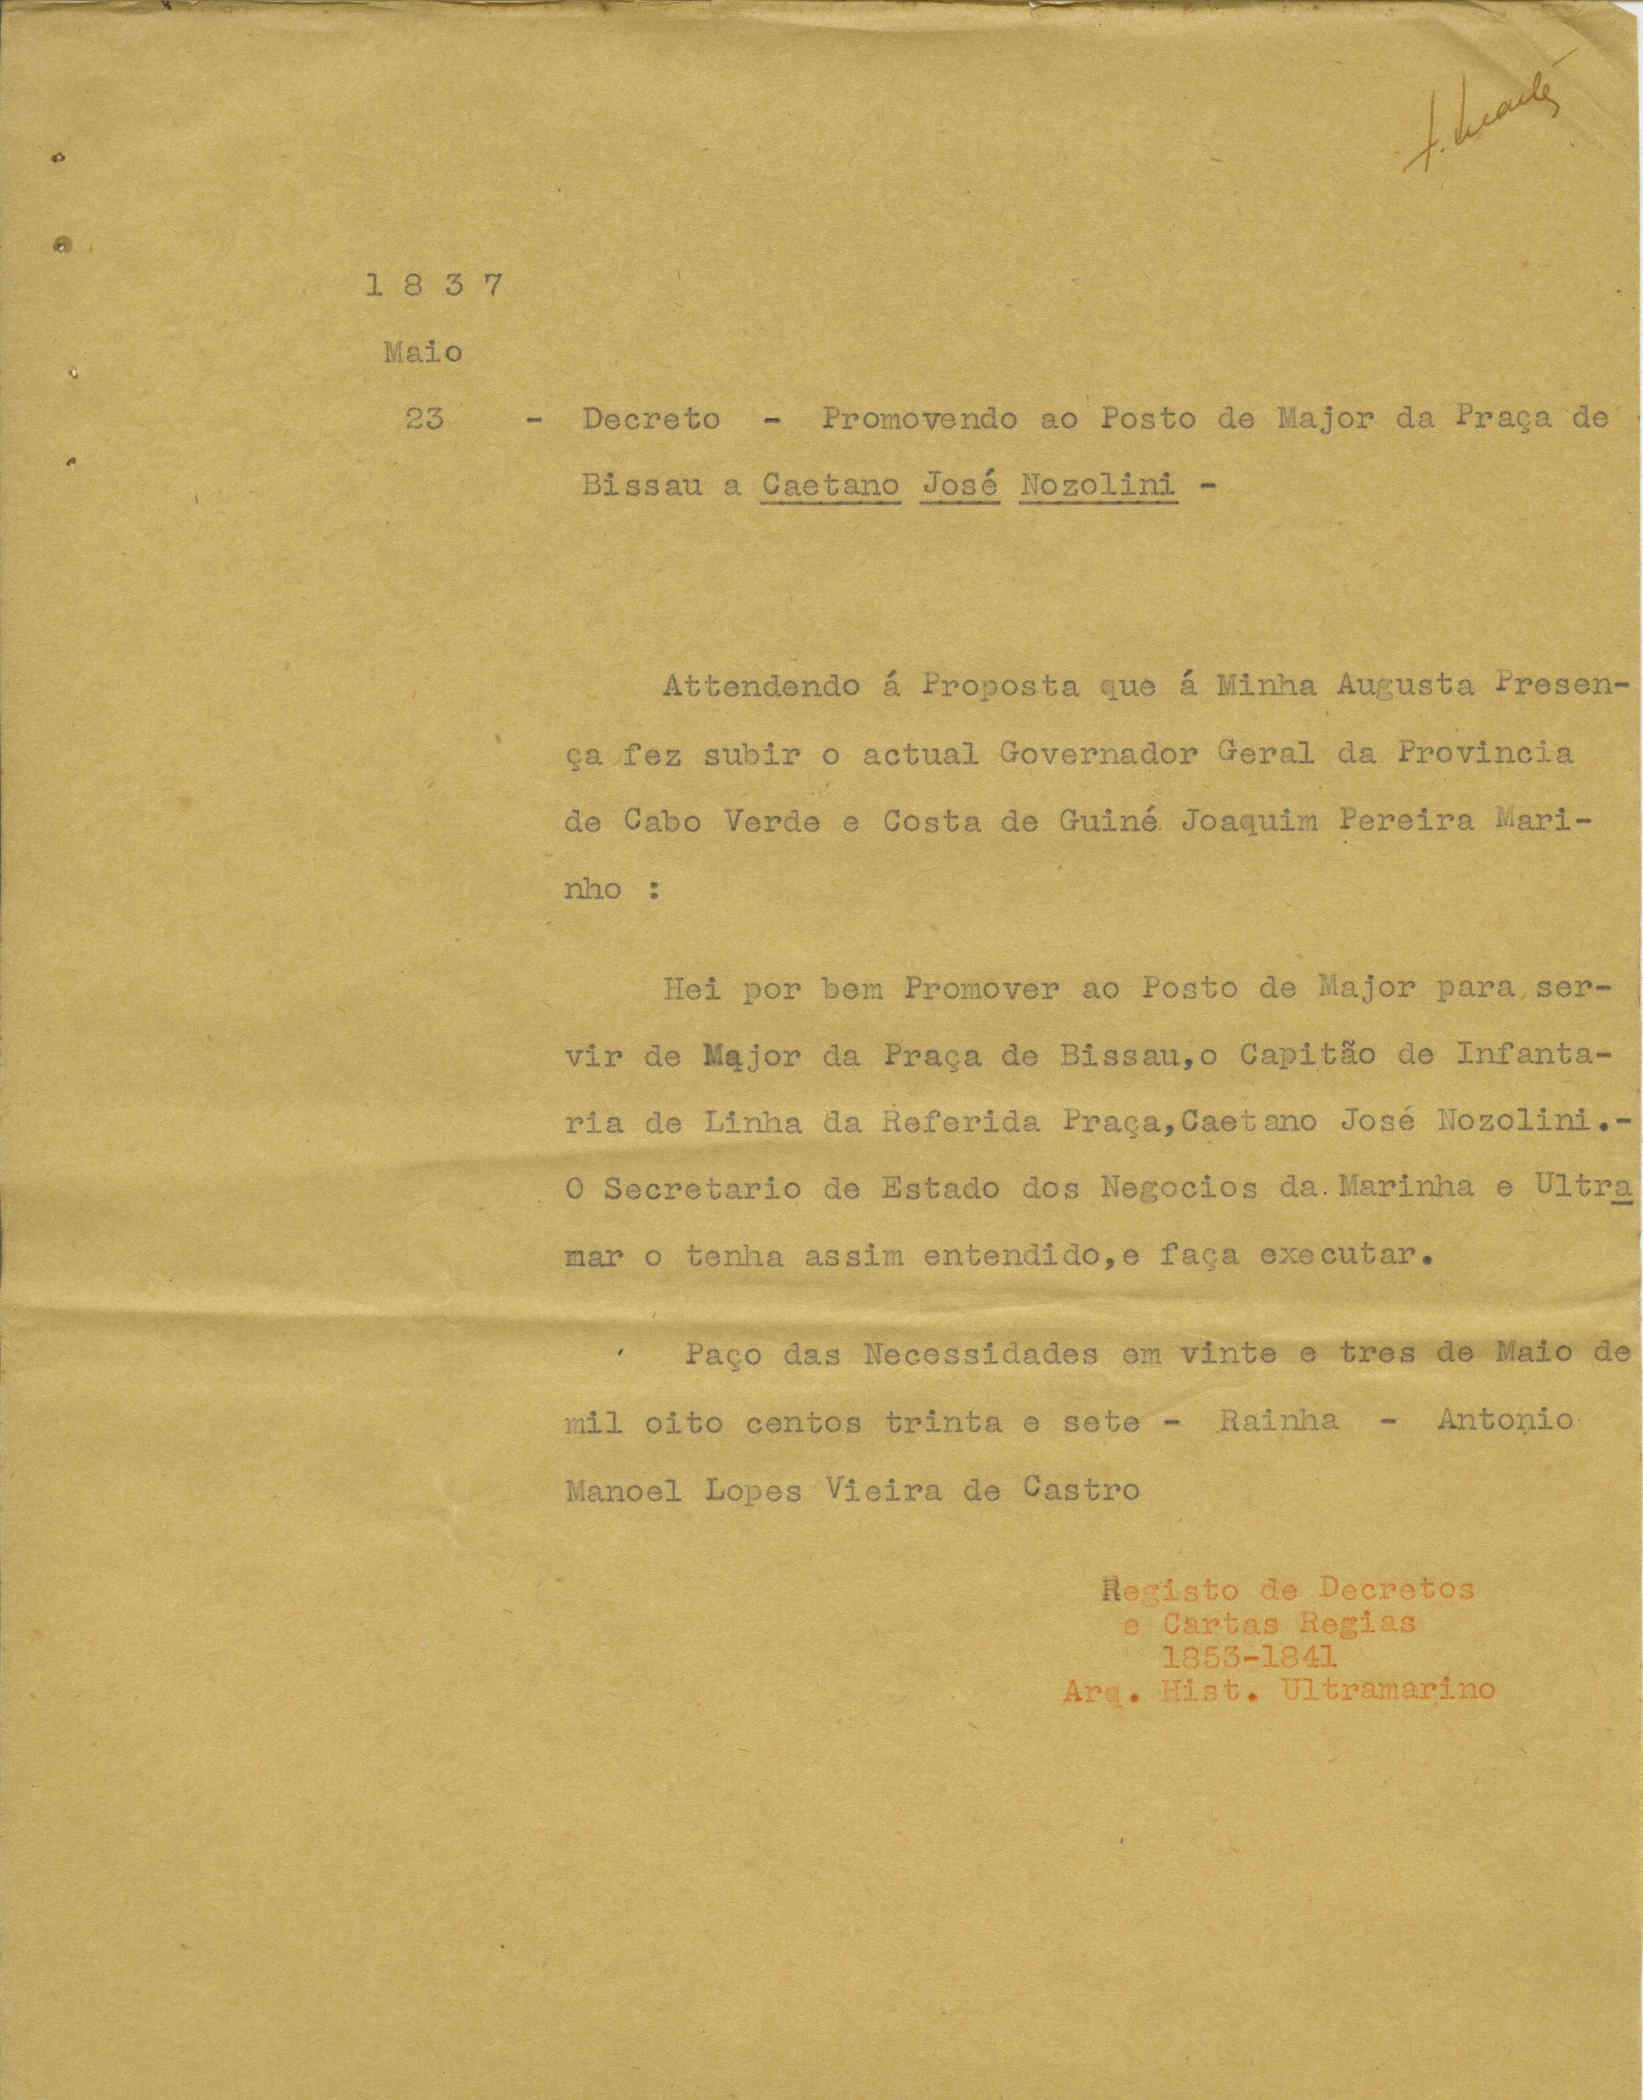 1 8 3 7
Maio
23 - Decreto - Promovendo ao Posto de Major da Praça de
Bissau a Caetano José Nozolini -
Attendendo á Proposta que á Minha Augusta Presen-
ça fez subir o actual Governador Geral da Provincia
de Cabo Verde e Costa de Guiné Joaquim Pereira Mari-
nho :
Hei por bem Promover ao Posto de Major para ser-
vir de Major da Praça de Bissau,o Capitão de Infanta-
ria de Linha da Referida Praça,Caetano José Nozolini.-
O Secretario de Estado dos Negocios da Marinha e Ultra
mar o tenha assim entendido,e faça executar.
Paço das Necessidades em vinte e tres de Maio de
mil oito centos trinta e sete - Rainha - Antonio
Manoel Lopes Vieira de Castro
Registo de Decretos
e Cartas Regias
1853-1841
Arq. Hist. Ultramarino